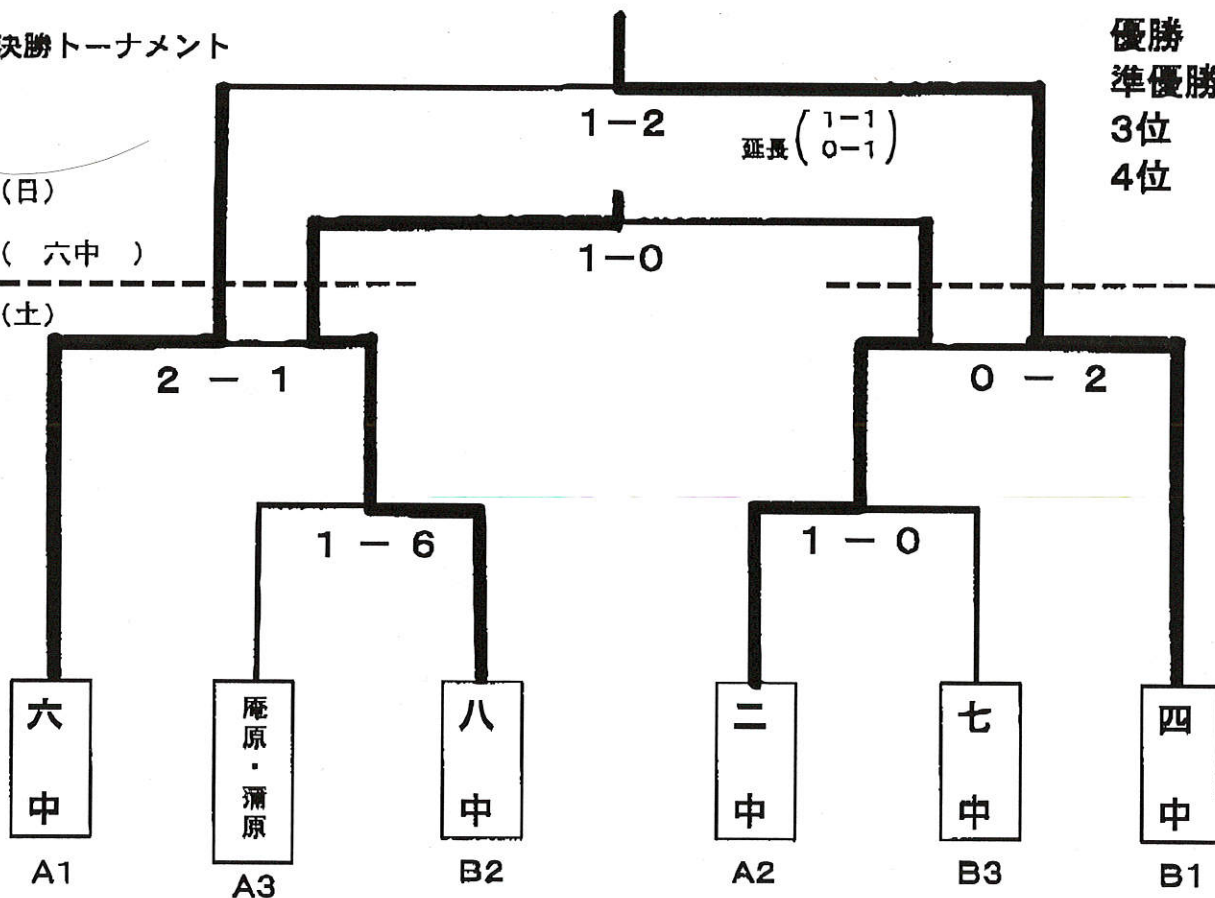 決勝トーナメント
優勝
準優勝
3位
4位
1-2
延長(1-1
0-1)
(日)
(六中)
1-0
(土)
2 - 1
0 - 2
1 - 6
1 - 0
六中
庵原・蒲原
八中
二中
七中
四中
A1
A3
B2
A2
B3
B1